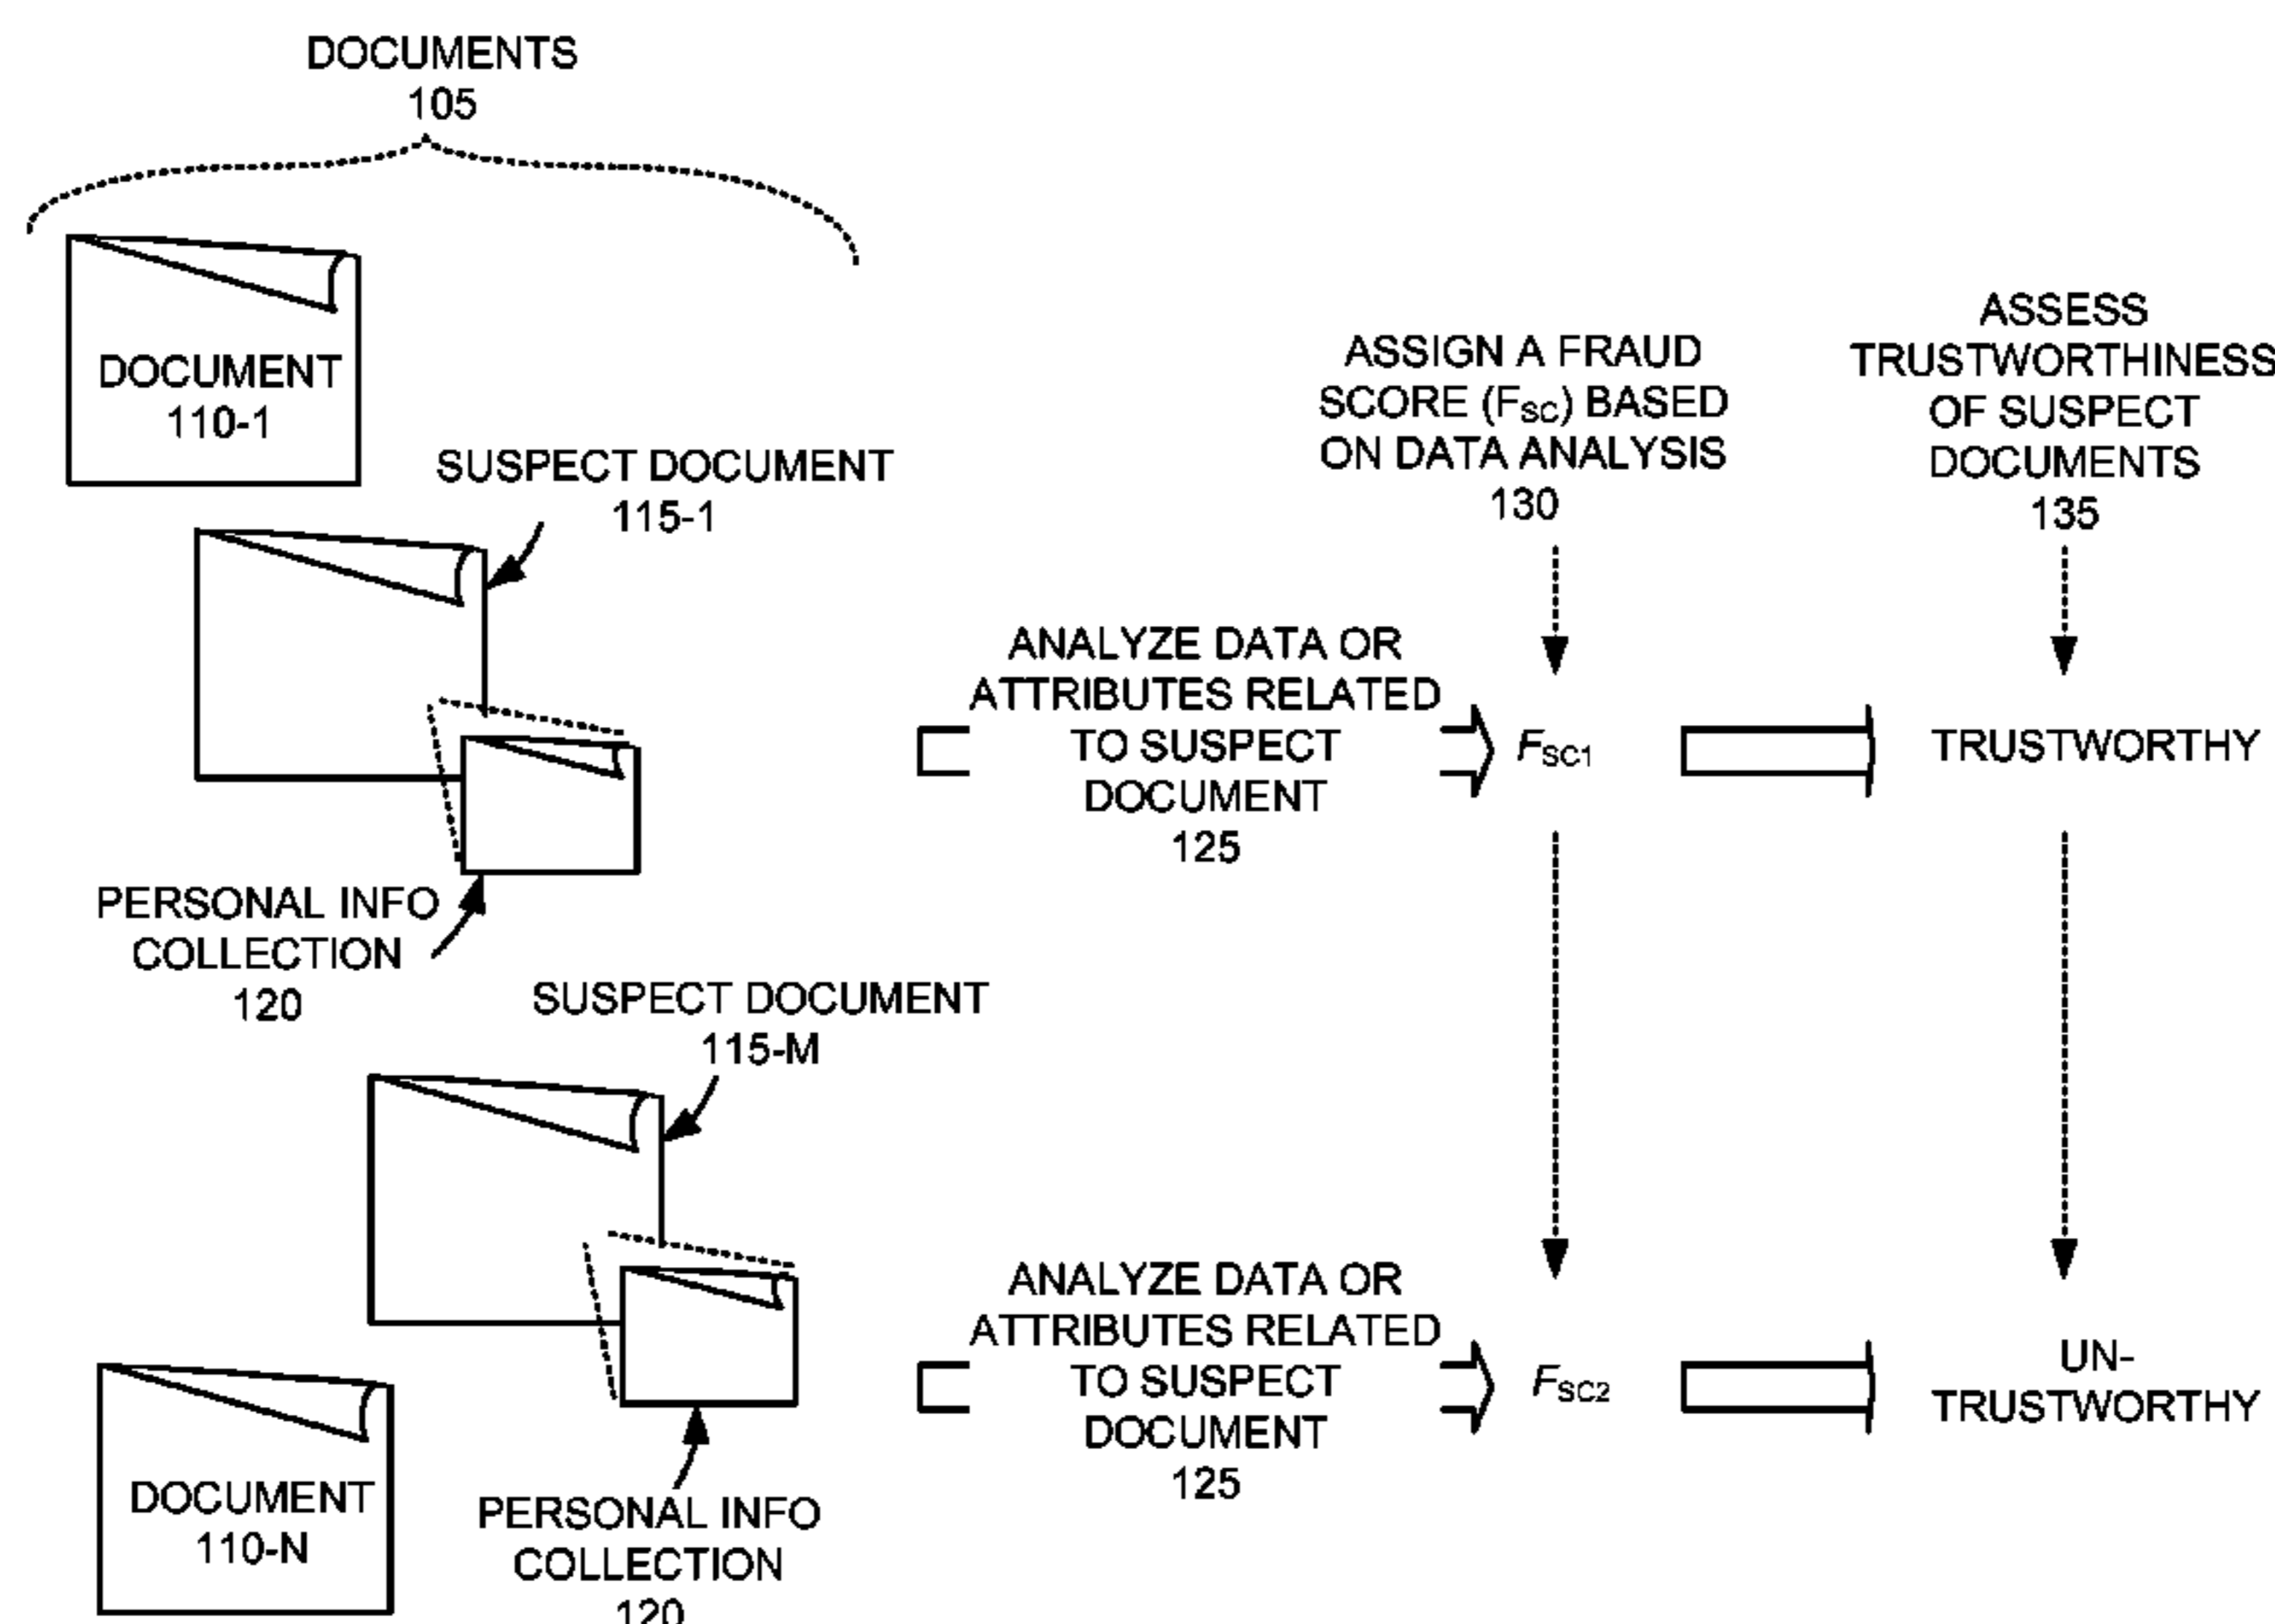 DOCUMENTS
105
DOCUMENT
110-1
SUSPECT DOCUMENT
115-1
PERSONAL INFO
COLLECTION
120
SUSPECT DOCUMENT
115-M
DOCUMENT
110-N
PERSONAL INFO
COLLECTION
120
ANALYZE DATA OR
ATTRIBUTES RELATED
TO SUSPECT
DOCUMENT
125
ANALYZE DATA OR
ATTRIBUTES RELATED
TO SUSPECT
DOCUMENT
125
ASSIGN A FRAUD
SCORE (FSC) BASED
ON DATA ANALYSIS
130
FSC1
FSC2
ASSESS
TRUSTWORTHINESS
OF SUSPECT
DOCUMENTS
135
TRUSTWORTHY
UN-
TRUSTWORTHY